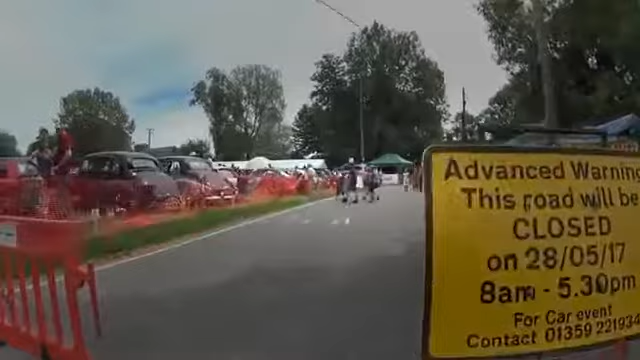 Advanced Warning
This road will be
CLOSED
on 28/05/17
8am - 5.30pm
For Car event
Contact 01359 221934